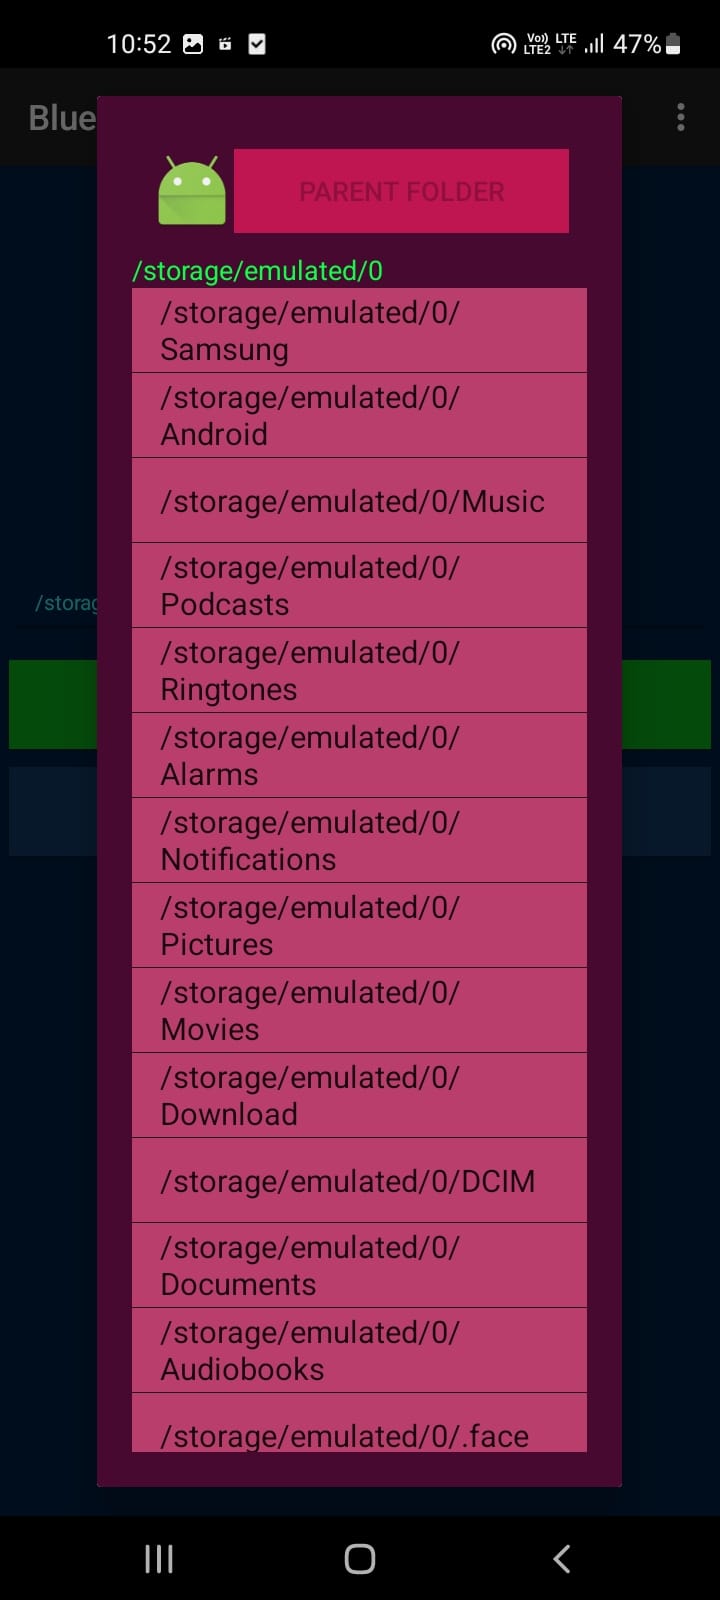 10:52
Vo)) LTE
LTE2
47%
Blue
PARENT FOLDER
/storage/emulated/0
/storage/emulated/0/
Samsung
/storage/emulated/0/
Android
/storage/emulated/0/Music
/storage/emulated/0/
Podcasts
/storage/emulated/0/
Ringtones
/storage/emulated/0/
Alarms
/storage/emulated/0/
Notifications
/storage/emulated/0/
Pictures
/storage/emulated/0/
Movies
/storage/emulated/0/
Download
/storage/emulated/0/DCIM
/storage/emulated/0/
Documents
/storage/emulated/0/
Audiobooks
/storage/emulated/0/.face